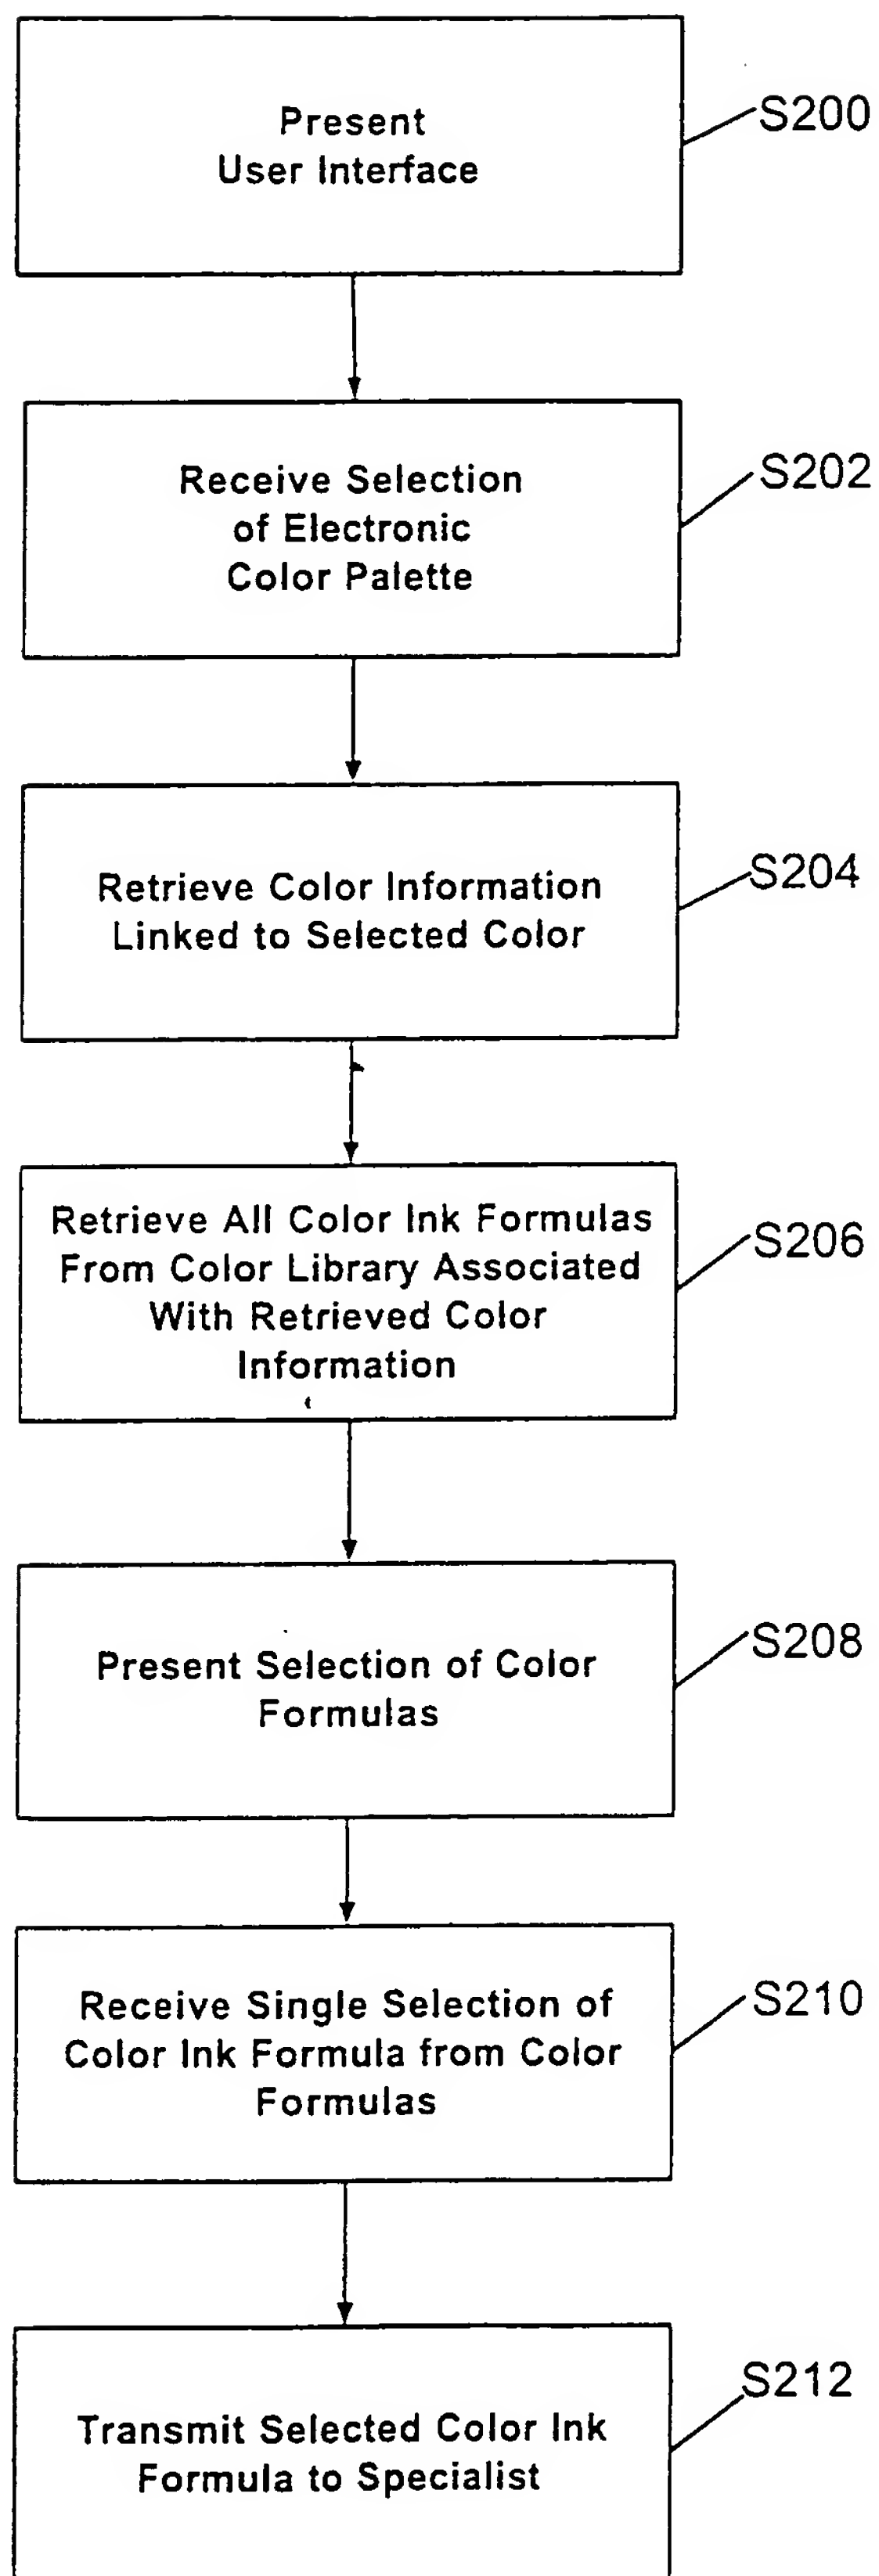 Present
User Interface
S200
Receive Selection
of Electronic
Color Palette
S202
Retrieve Color Information
Linked to Selected Color
S204
Retrieve All Color Ink Formulas
From Color Library Associated
With Retrieved Color
Information
S206
Present Selection of Color
Formulas
S208
Receive Single Selection of
Color Ink Formula from Color
Formulas
S210
Transmit Selected Color Ink
Formula to Specialist
S212